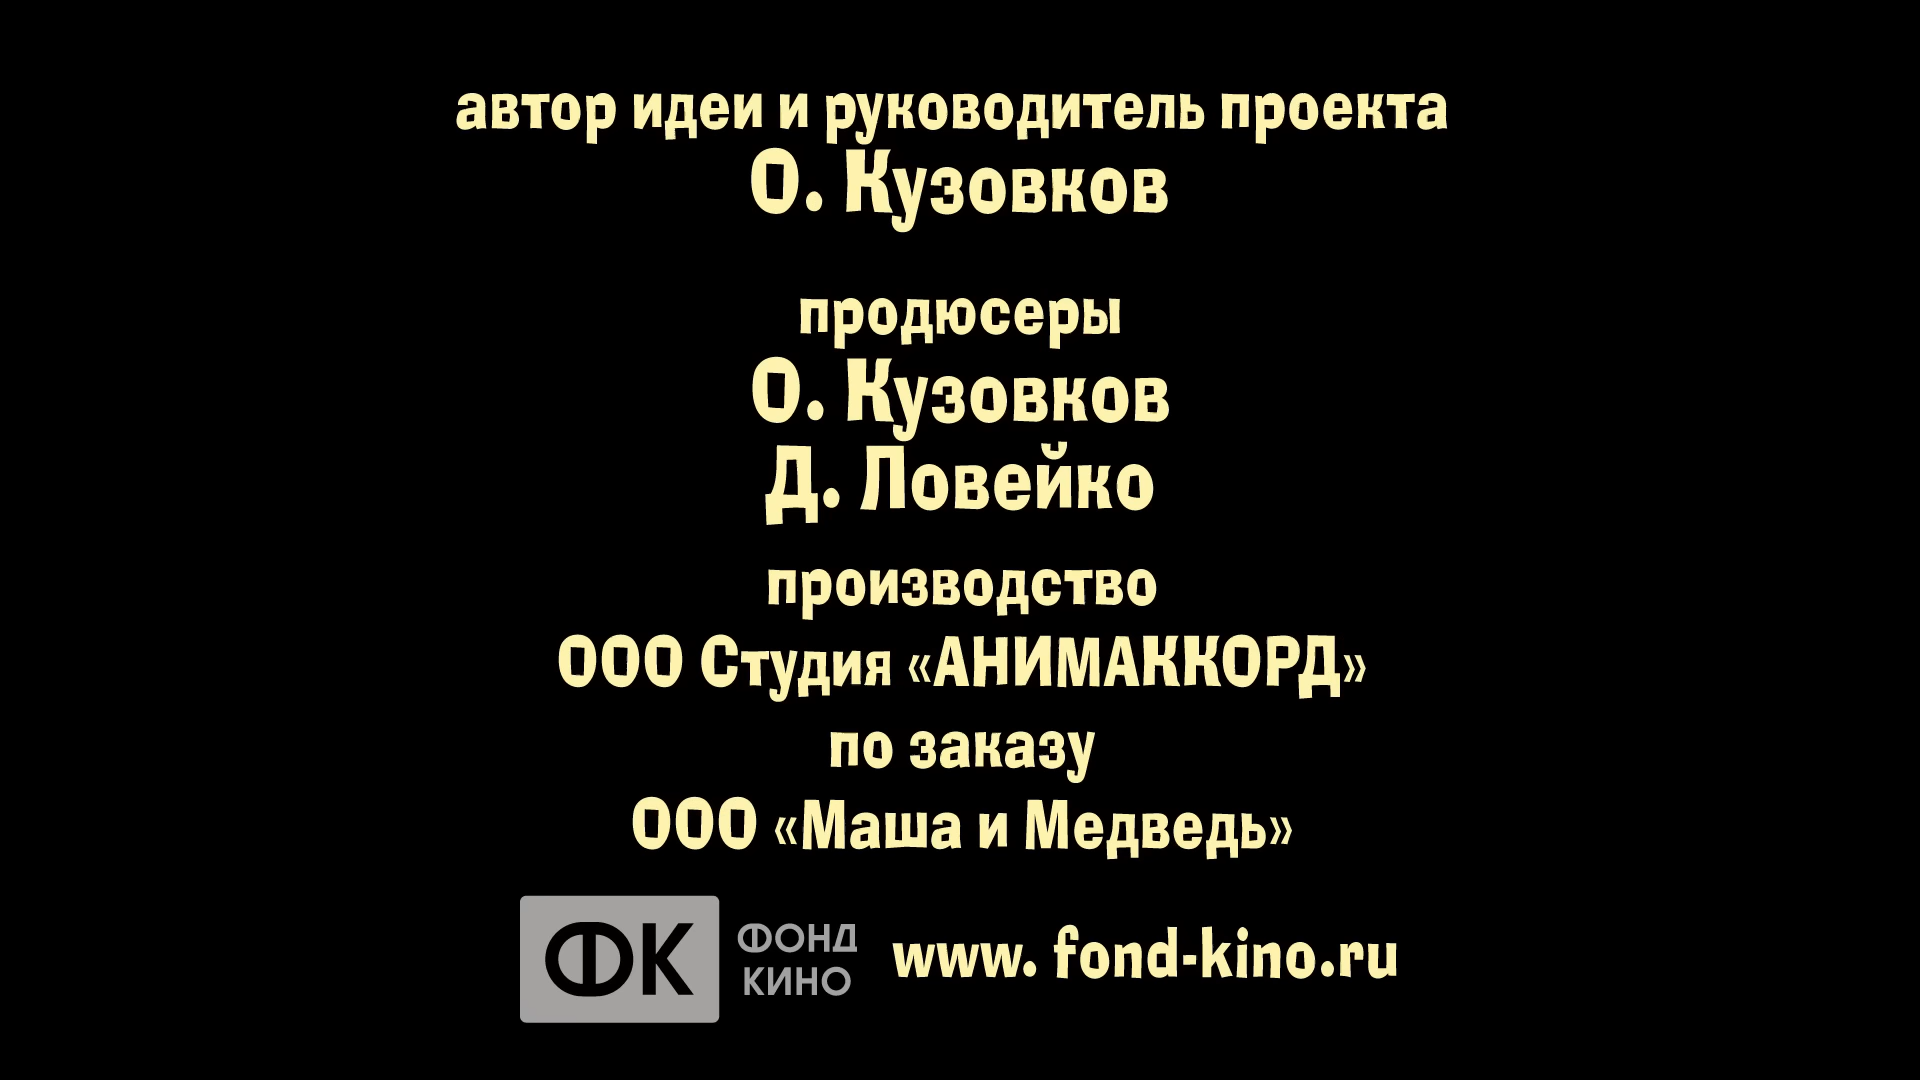 автор идеи и руководитель проекта
О. Кузовков
продюсеры
О. Кузовков
Д. Ловейко
производство
ООО Студия «АНИМАККОРД»
по заказу
ООО «Маша и Медведь»
ФК
ФОНД
КИНО
www. fond-kino.ru